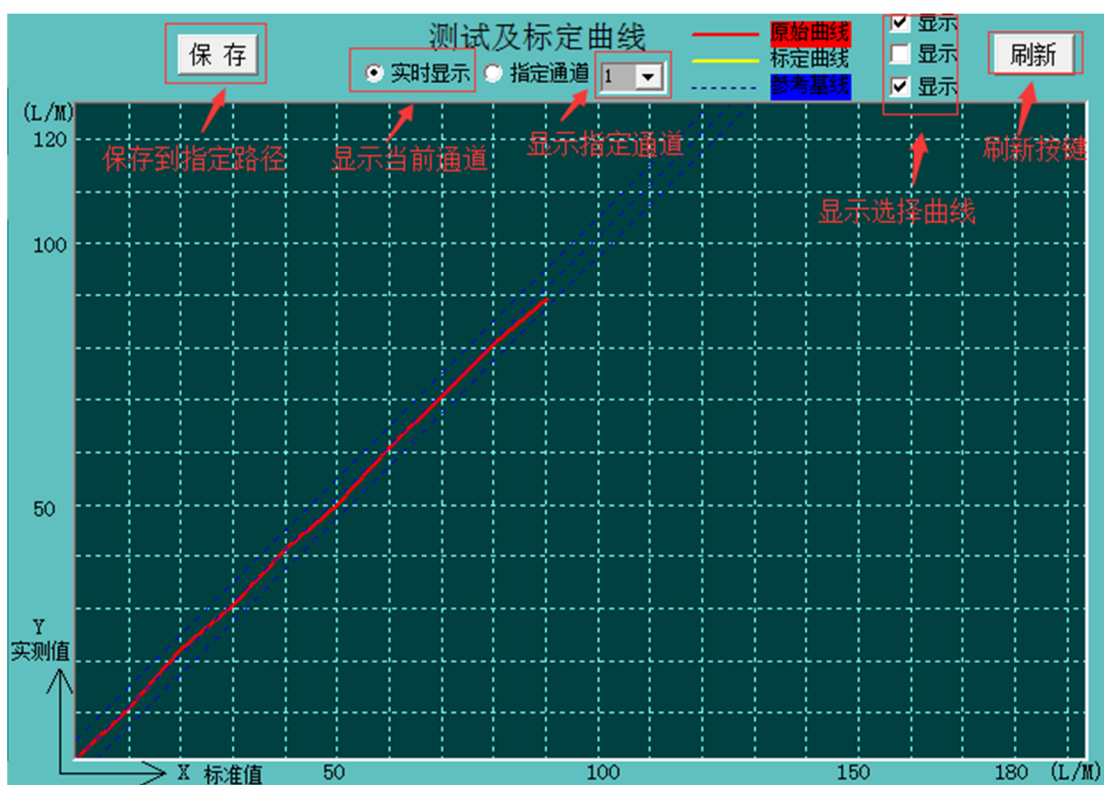 测试及标定曲线
保存
实时显示
指定通道
1
原始曲线
标定曲线
参考基线
显示
显示
显示
刷新
(L/M)
120
100
50
保存到指定路径
显示当前通道
显示指定通道
显示选择曲线
刷新按键
Y
实测值
X 标准值
50
100
150
180
(L/M)